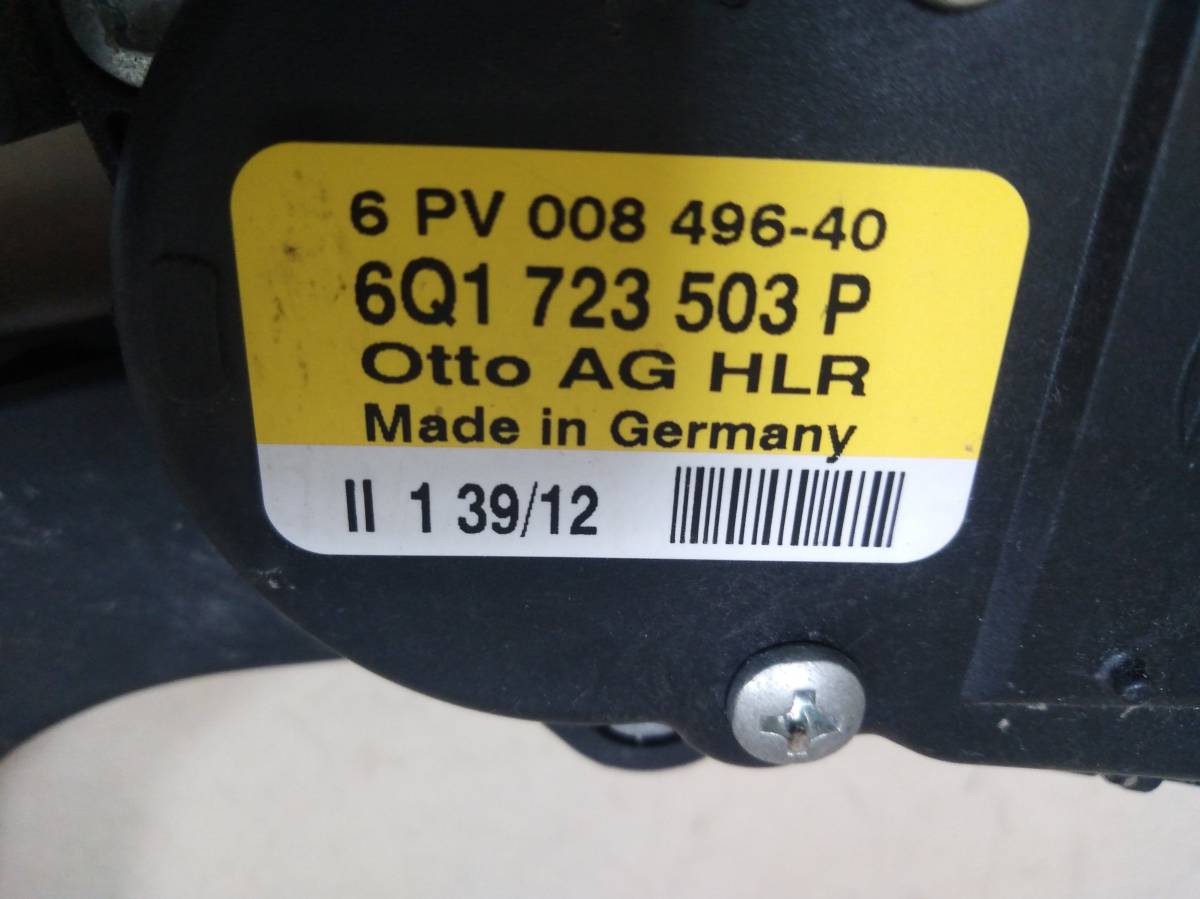 6 PV 008 496-40
6Q1 723 503 P
Otto AG HLR
Made in Germany
II 1 39/12